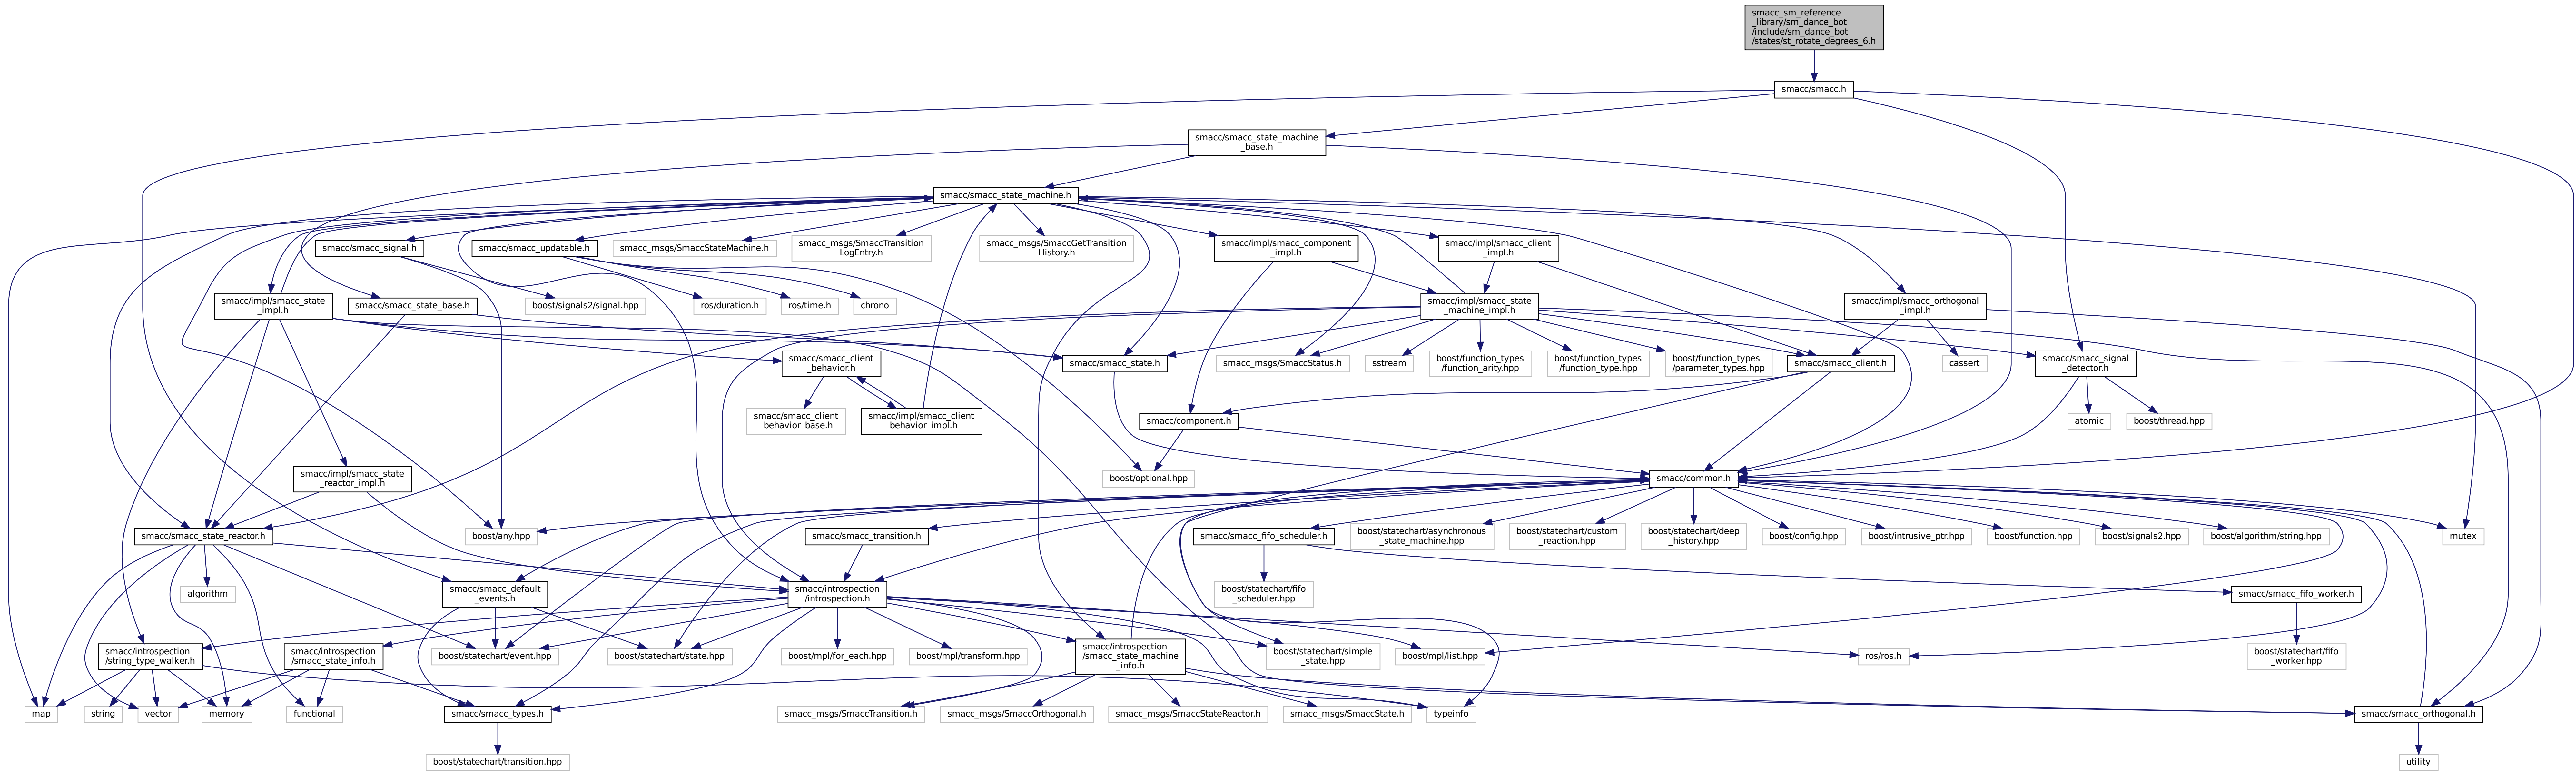 smacc_sm_reference
_library/sm_dance_bot
/include/sm_dance_bot
/states/st_rotate_degrees_6.h
smacc/smacc.h
smacc/smacc_state_machine
_base.h
smacc/smacc_state_machine.h
smacc/smacc_signal.h
smacc/smacc_updatable.h
smacc_msgs/SmaccStateMachine.h
smacc_msgs/SmaccTransition
LogEntry.h
smacc_msgs/SmaccGetTransition
History.h
smacc/impl/smacc_component
_impl.h
smacc/impl/smacc_client
_impl.h
smacc/impl/smacc_state
_impl.h
smacc/smacc_state_base.h
boost/signals2/signal.hpp
ros/duration.h
ros/time.h
chrono
smacc/impl/smacc_state
_machine_impl.h
smacc/impl/smacc_orthogonal
_impl.h
smacc/smacc_client
_behavior.h
smacc/smacc_state.h
smacc_msgs/SmaccStatus.h
sstream
boost/function_types
/function_arity.hpp
boost/function_types
/function_type.hpp
boost/function_types
/parameter_types.hpp
smacc/smacc_client.h
cassert
smacc/smacc_signal
_detector.h
smacc/smacc_client
_behavior_base.h
smacc/impl/smacc_client
_behavior_impl.h
smacc/component.h
atomic
boost/thread.hpp
smacc/impl/smacc_state
_reactor_impl.h
boost/optional.hpp
smacc/common.h
smacc/smacc_state_reactor.h
boost/any.hpp
smacc/smacc_transition.h
smacc/smacc_fifo_scheduler.h
boost/statechart/asynchronous
_state_machine.hpp
boost/statechart/custom
_reaction.hpp
boost/statechart/deep
_history.hpp
boost/config.hpp
boost/intrusive_ptr.hpp
boost/function.hpp
boost/signals2.hpp
boost/algorithm/string.hpp
mutex
algorithm
smacc/smacc_default
_events.h
smacc/introspection
/introspection.h
boost/statechart/fifo
_scheduler.hpp
smacc/smacc_fifo_worker.h
smacc/introspection
/string_type_walker.h
smacc/introspection
/smacc_state_info.h
boost/statechart/event.hpp
boost/statechart/state.hpp
boost/mpl/for_each.hpp
boost/mpl/transform.hpp
smacc/introspection
/smacc_state_machine
_info.h
boost/statechart/simple
_state.hpp
boost/mpl/list.hpp
ros/ros.h
boost/statechart/fifo
_worker.hpp
map
string
vector
memory
functional
smacc/smacc_types.h
smacc_msgs/SmaccTransition.h
smacc_msgs/SmaccOrthogonal.h
smacc_msgs/SmaccStateReactor.h
smacc_msgs/SmaccState.h
typeinfo
smacc/smacc_orthogonal.h
boost/statechart/transition.hpp
utility